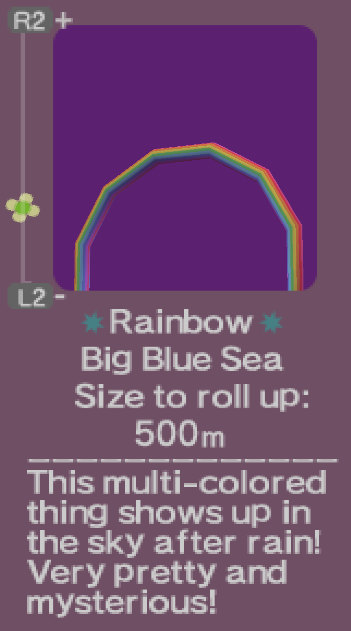 R2 +
L2 -
Rainbow
Big Blue Sea
Size to roll up:
500m
This multi-colored
thing shows up in
the sky after rain!
Very pretty and
mysterious!